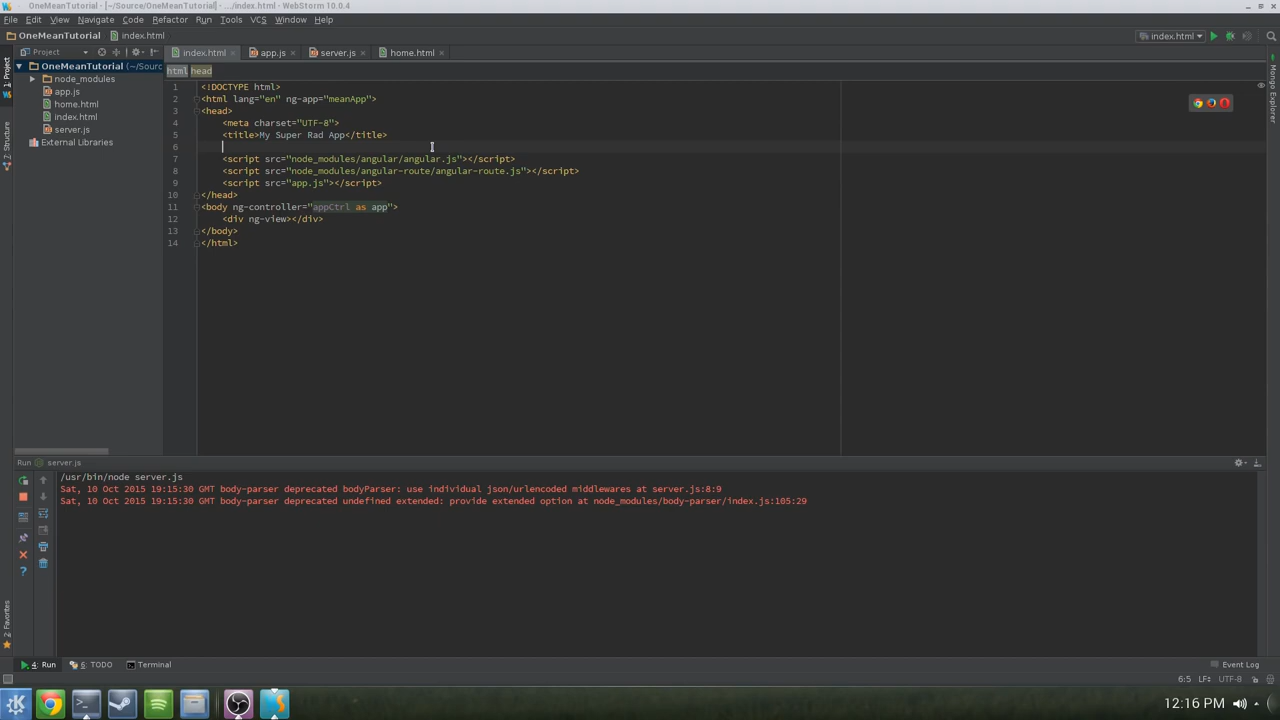 OneMeanTutorial [~/Source/OneMeanTutorial] - .../index.html - WebStorm 10.0.4
File Edit View Navigate Code Refactor Run Tools VCS Window Help
OneMeanTutorial index.html index.html
Project index.html app.js server.js home.html
1: Project
OneMeanTutorial (~/Sourc
node_modules
app.js
home.html
index.html
server.js
External Libraries
7: Structure
html head
1 <!DOCTYPE html>
2 <html lang="en" ng-app="meanApp">
3 <head>
4 <meta charset="UTF-8">
5 <title>My Super Rad App</title>
6
7 <script src="node_modules/angular/angular.js"></script>
8 <script src="node_modules/angular-route/angular-route.js"></script>
9 <script src="app.js"></script>
10 </head>
11 <body ng-controller="appCtrl as app">
12 <div ng-view></div>
13 </body>
14 </html>
Mongo Explorer
Run server.js
/usr/bin/node server.js
Sat, 10 Oct 2015 19:15:30 GMT body-parser deprecated bodyParser: use individual json/urlencoded middlewares at server.js:8:9
Sat, 10 Oct 2015 19:15:30 GMT body-parser deprecated undefined extended: provide extended option at node_modules/body-parser/index.js:105:29
2: Favorites
4: Run 6: TODO Terminal Event Log
6:5 LF÷ UTF-8
12:16 PM